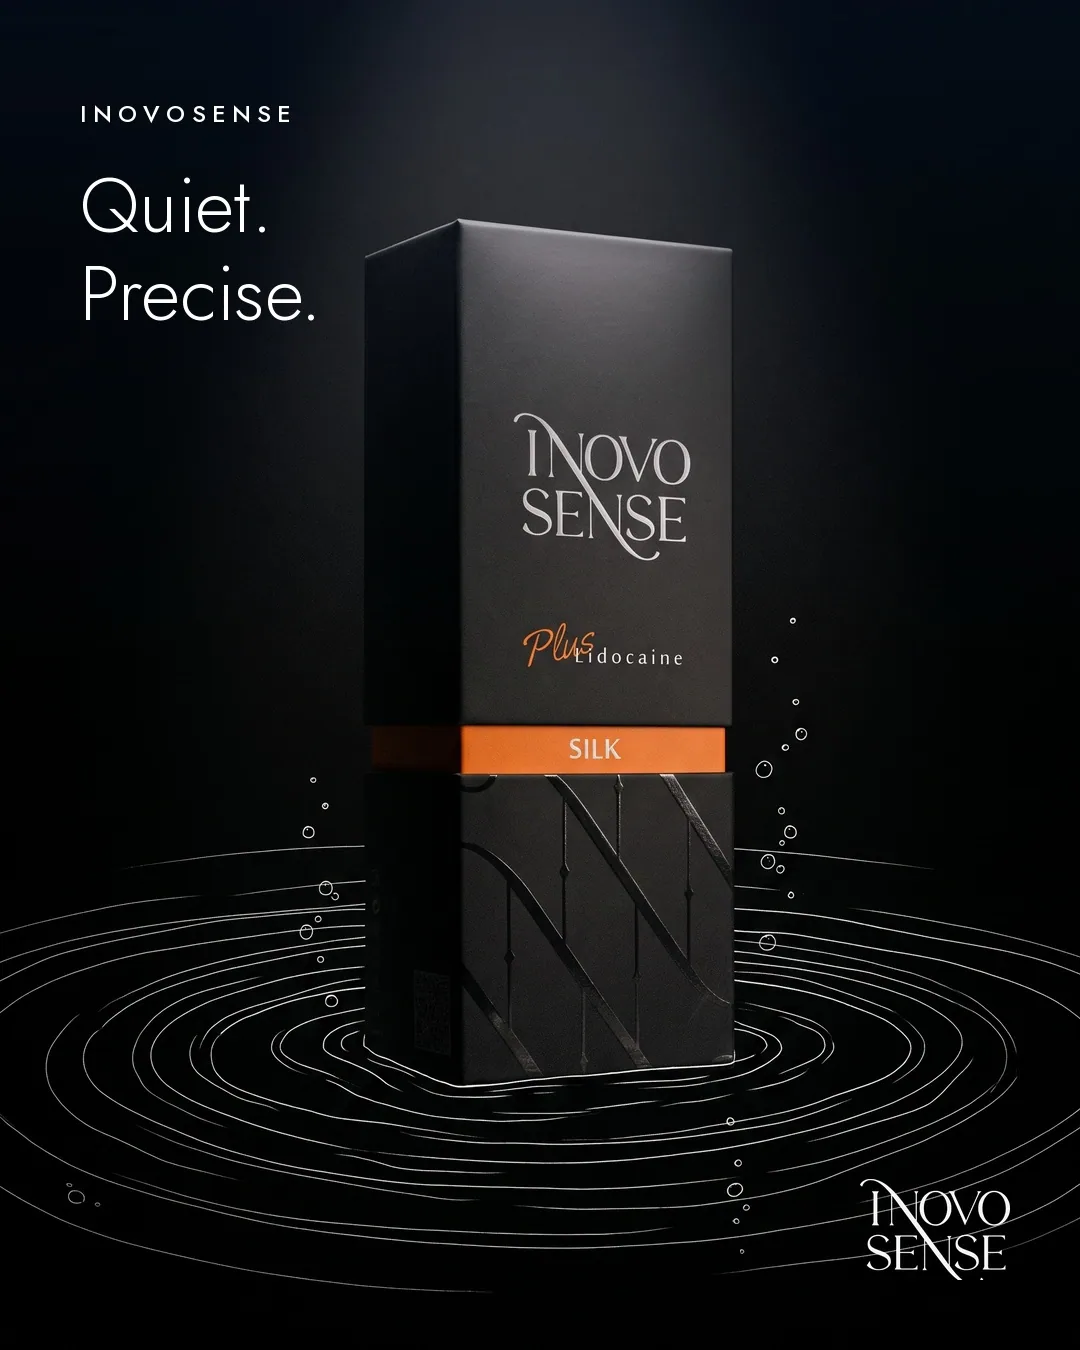 INOVOSENSE
Quiet.
Precise.
INOVO
SENSE
Plus Lidocaine
SILK
INOVO
SENSE